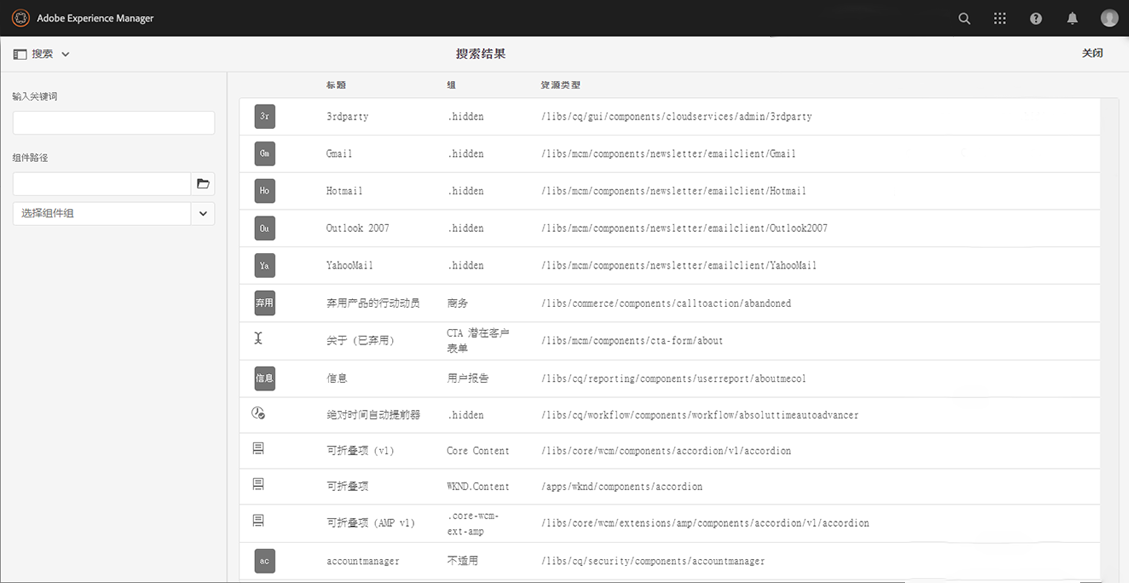 Adobe Experience Manager
搜索
搜索结果
关闭
输入关键词
组件路径
选择组件组
标题 组 资源类型
3r 3rdparty .hidden /libs/cq/gui/components/cloudservices/admin/3rdparty
Gm Gmail .hidden /libs/mcm/components/newsletter/emailclient/Gmail
Ho Hotmail .hidden /libs/mcm/components/newsletter/emailclient/Hotmail
Ou Outlook 2007 .hidden /libs/mcm/components/newsletter/emailclient/Outlook2007
Ya YahooMail .hidden /libs/mcm/components/newsletter/emailclient/YahooMail
弃用 弃用产品的行动动员 商务 /libs/commerce/components/calltoaction/abandoned
关于 (已弃用) CTA 潜在客户 /libs/mcm/components/cta-form/about
表单
信息 信息 用户报告 /libs/cq/reporting/components/userreport/aboutmecol
绝对时间自动提前器 .hidden /libs/cq/workflow/components/workflow/absoluttimeautoadvancer
可折叠项 (v1) Core Content /libs/core/wcm/components/accordion/v1/accordion
可折叠项 WKND.Content /apps/wknd/components/accordion
可折叠项 (AMP v1) .core-wcm- /libs/core/wcm/extensions/amp/components/accordion/v1/accordion
ext-amp
ac accountmanager 不适用 /libs/cq/security/components/accountmanager